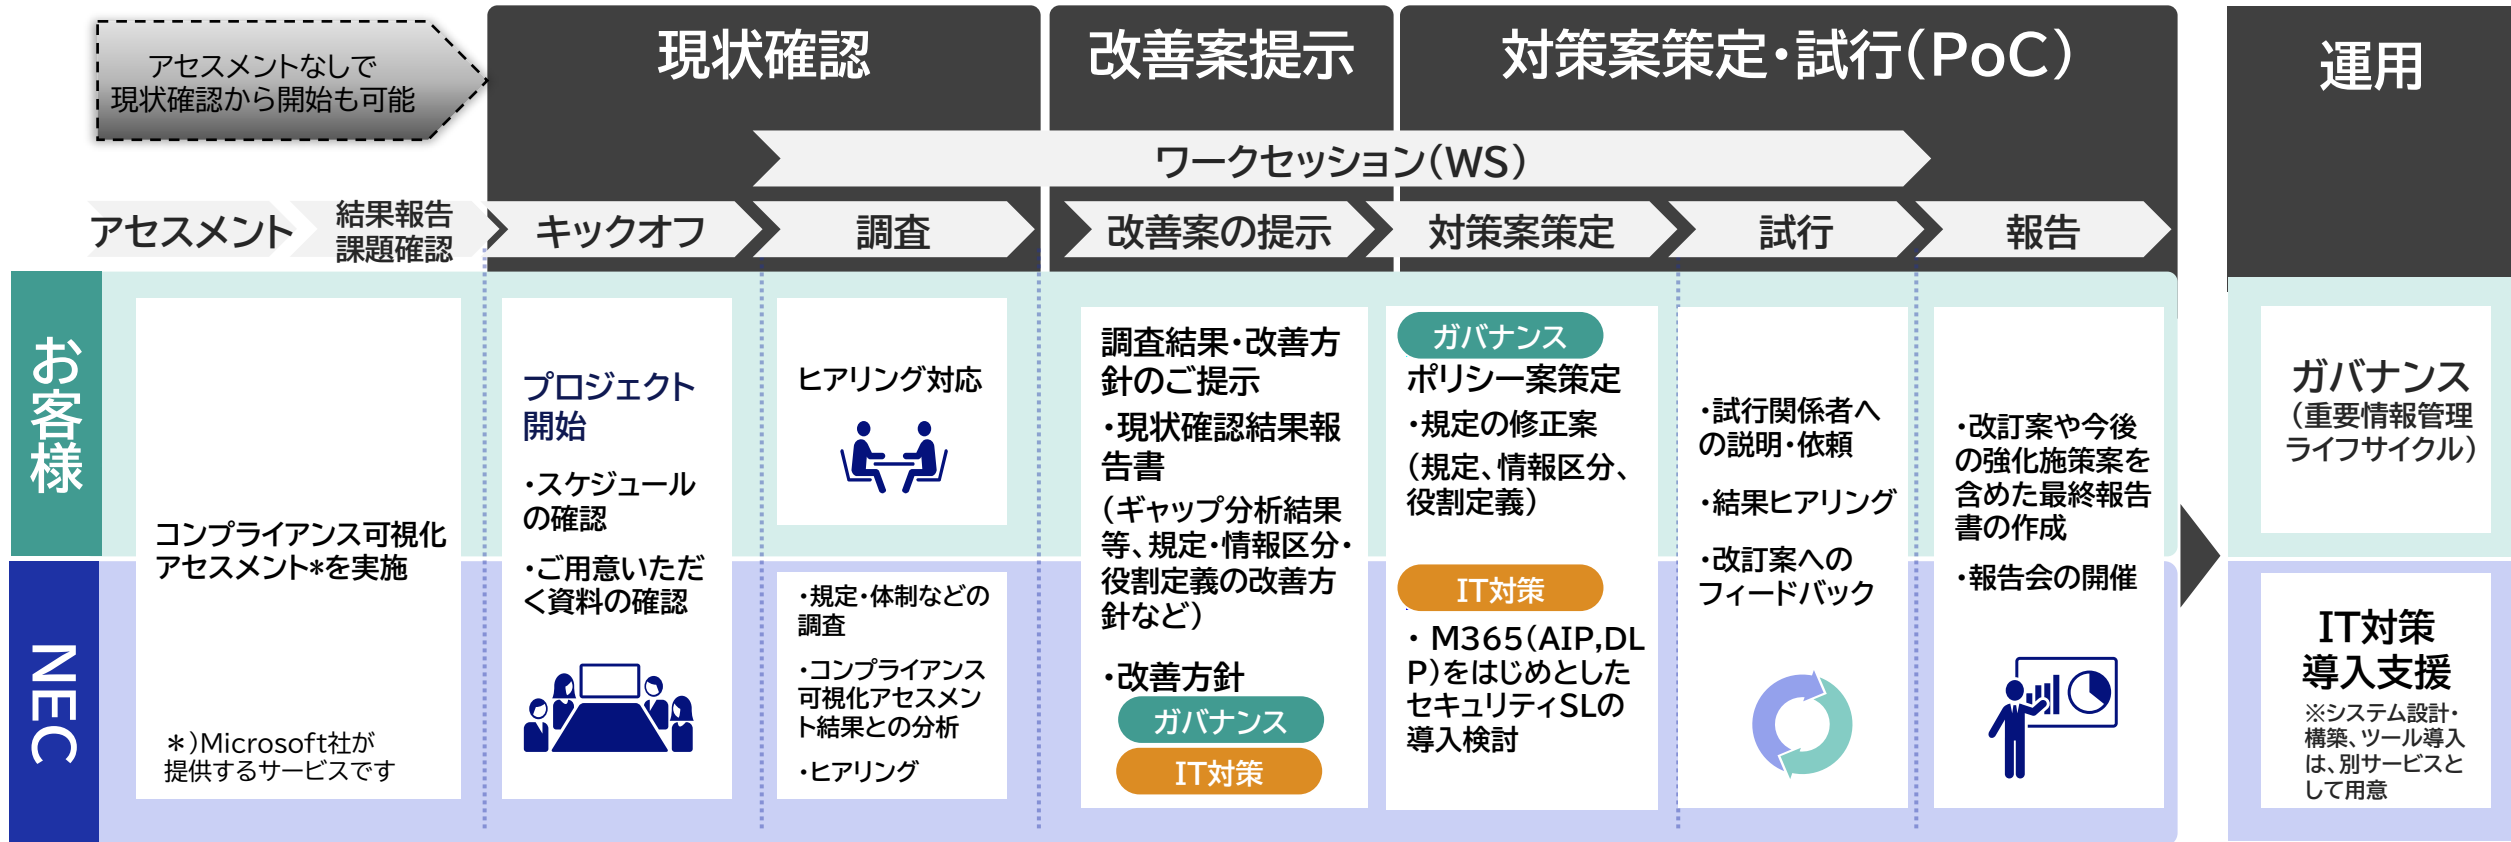 アセスメントなしで
現状確認から開始も可能
現状確認
改善案提示
対策案策定・試行(PoC)
運用
ワークセッション(WS)
アセスメント
結果報告
課題確認
キックオフ
調査
改善案の提示
対策案策定
試行
報告
お客様
NEC
コンプライアンス可視化
アセスメント*を実施
*)Microsoft社が
提供するサービスです
プロジェクト
開始
・スケジュール
の確認
・ご用意いただ
く資料の確認
ヒアリング対応
・規定・体制などの
調査
・コンプライアンス
可視化アセスメン
ト結果との分析
・ヒアリング
調査結果・改善方
針のご提示
・現状確認結果報
告書
(ギャップ分析結果
等、規定・情報区分・
役割定義の改善方
針など)
・改善方針
ガバナンス
IT対策
ガバナンス
ポリシー案策定
・規定の修正案
(規定、情報区分、
役割定義)
IT対策
・ M365(AIP,DL
P)をはじめとした
セキュリティSLの
導入検討
・試行関係者へ
の説明・依頼
・結果ヒアリング
・改訂案への
フィードバック
・改訂案や今後
の強化施策案を
含めた最終報告
書の作成
・報告会の開催
ガバナンス
(重要情報管理
ライフサイクル)
IT対策
導入支援
※システム設計・
構築、ツール導入
は、別サービスと
して用意